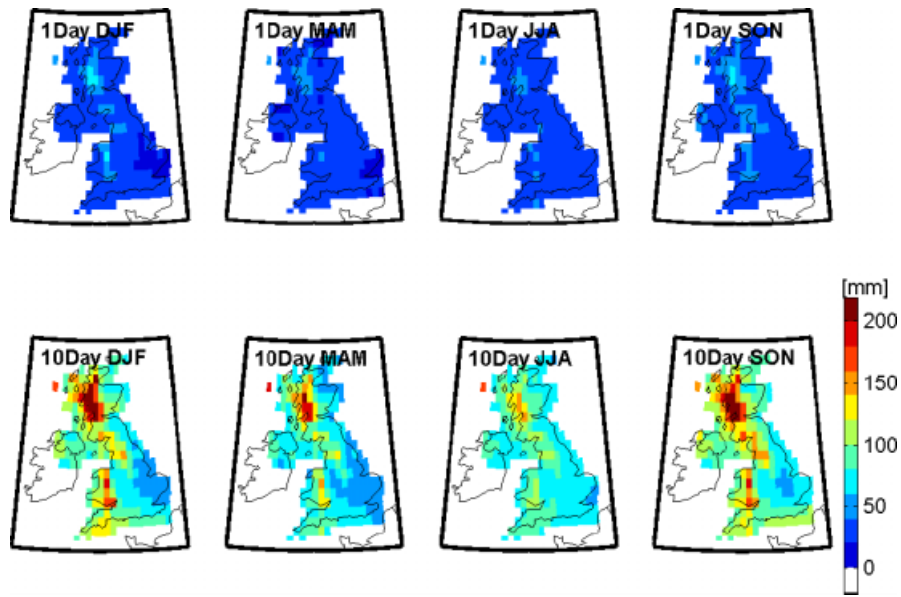 1Day DJF
1Day MAM
1Day JJA
1Day SON
[mm]
10Day DJF
10Day MAM
10Day JJA
10Day SON
200
150
100
50
0